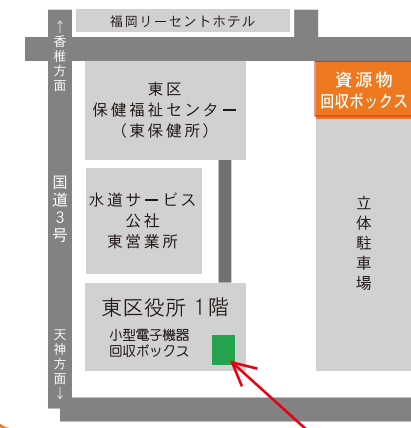 福岡リーセントホテル
←香椎方面
資源物
回収ボックス
東区
保健福祉センター
(東保健所)
国道3号
水道サービス
公社
東営業所
立体駐車場
東区役所 1階
小型電子機器
回収ボックス
天神方面→